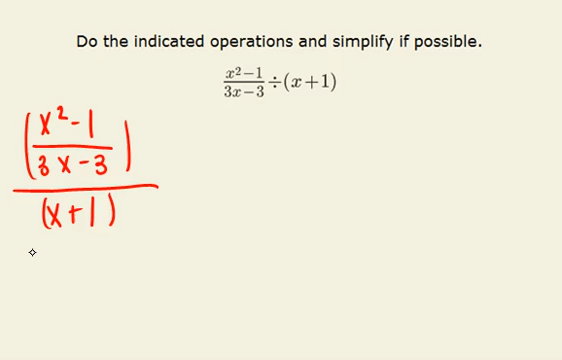 Do the indicated operations and simplify if possible.
x² − 1
3x − 3
÷ (x + 1)
(x² - 1
3x - 3)
(x + 1)